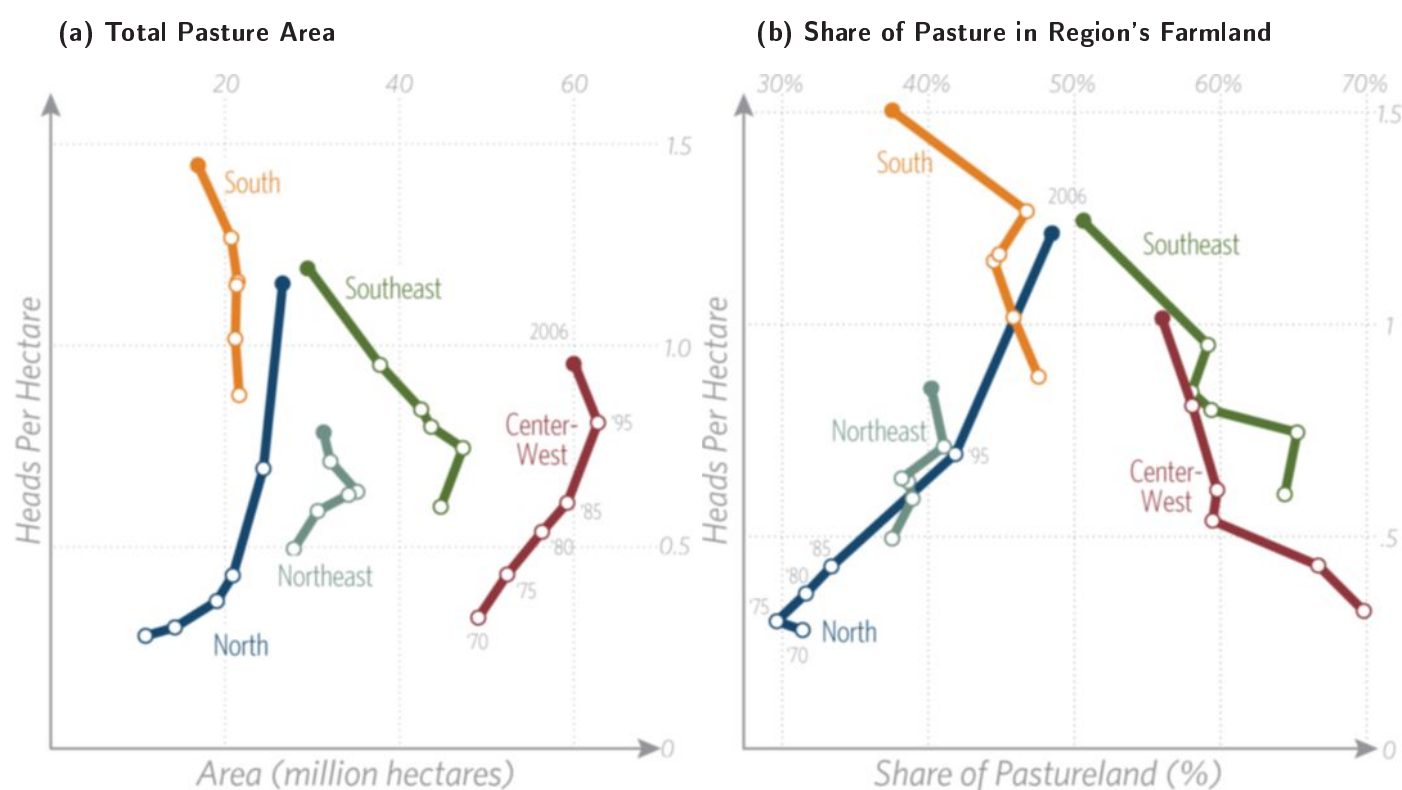 (a) Total Pasture Area
20 40 60
1.5
South
Southeast
2006
1.0
Center-
West
'95
'85
'80
0.5
Northeast
'75
North
'70
0
Heads Per Hectare
Area (million hectares)
(b) Share of Pasture in Region's Farmland
30% 40% 50% 60% 70%
1.5
South
2006
Southeast
1
Northeast
'95
Center-
West
.5
'85
'80
'75
North
'70
0
Heads Per Hectare
Share of Pastureland (%)